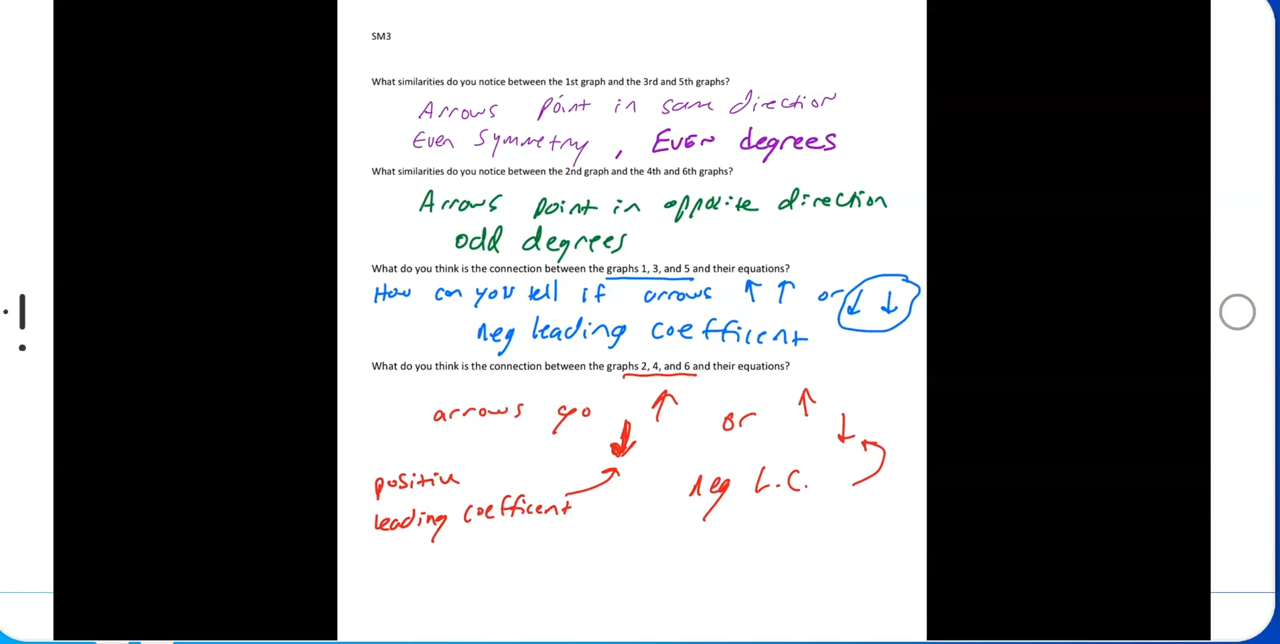 SM3
What similarities do you notice between the 1st graph and the 3rd and 5th graphs?
Arrows point in same direction
Even Symmetry, Even degrees
What similarities do you notice between the 2nd graph and the 4th and 6th graphs?
Arrows point in opposite direction
odd degrees
What do you think is the connection between the graphs 1, 3, and 5 and their equations?
How can you tell if arrows ↑ ↑ or ↓ ↓
neg leading coefficent
What do you think is the connection between the graphs 2, 4, and 6 and their equations?
arrows go ↓ ↑ or ↑ ↓
positive neg L.C.
leading coefficent